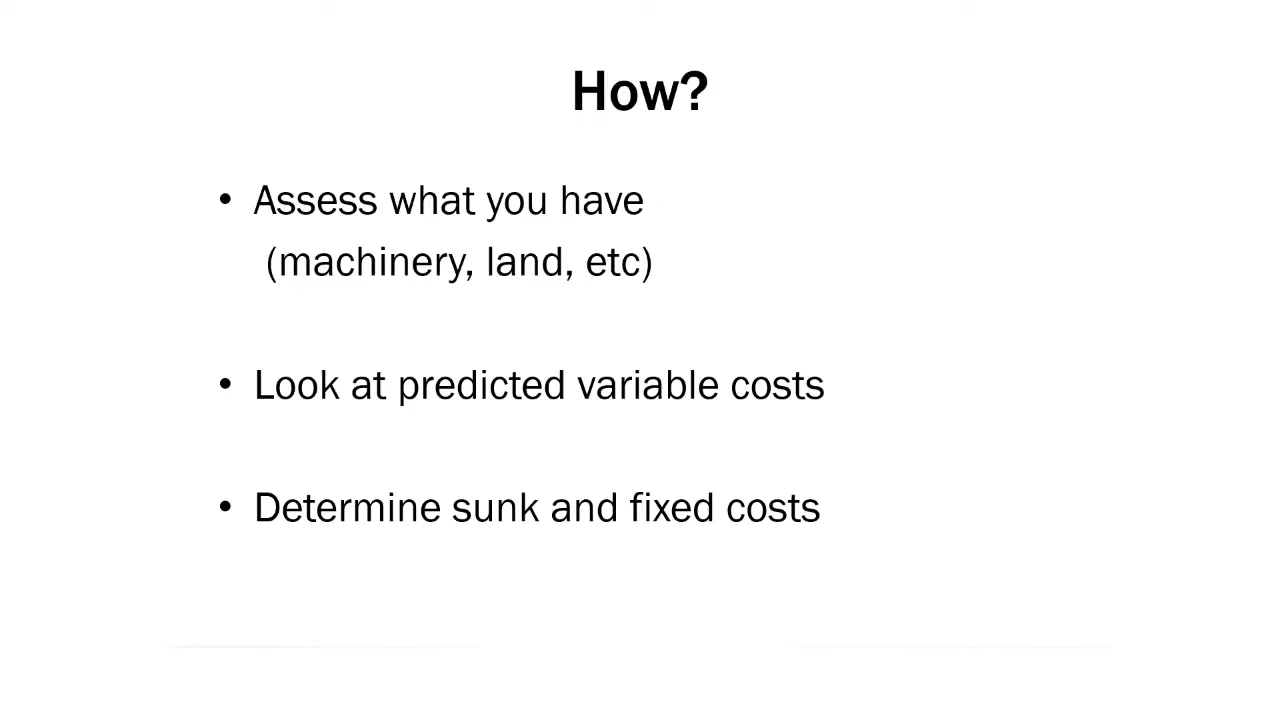 How?
• Assess what you have
(machinery, land, etc)
• Look at predicted variable costs
• Determine sunk and fixed costs